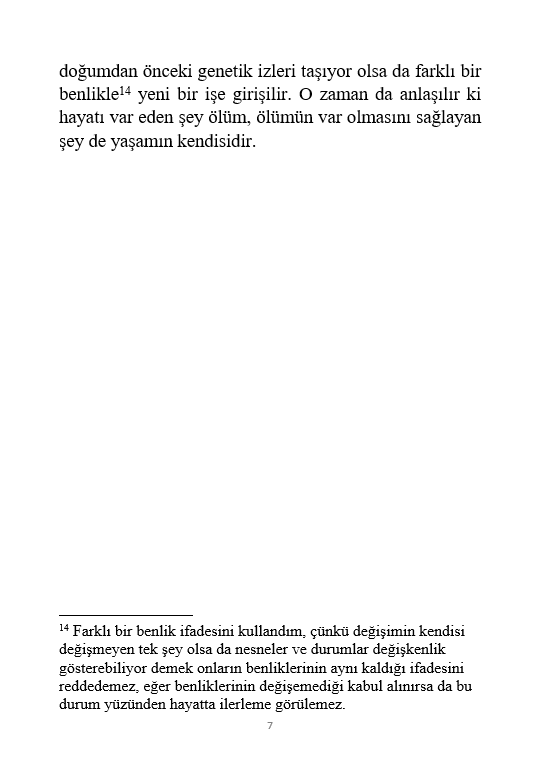 doğumdan önceki genetik izleri taşıyor olsa da farklı bir
benlikle¹⁴ yeni bir işe girişilir. O zaman da anlaşılır ki
hayatı var eden şey ölüm, ölümün var olmasını sağlayan
şey de yaşamın kendisidir.
¹⁴ Farklı bir benlik ifadesini kullandım, çünkü değişimin kendisi
değişmeyen tek şey olsa da nesneler ve durumlar değişkenlik
gösterebiliyor demek onların benliklerinin aynı kaldığı ifadesini
reddedemez, eğer benliklerinin değişemediği kabul alınırsa da bu
durum yüzünden hayatta ilerleme görülemez.
7